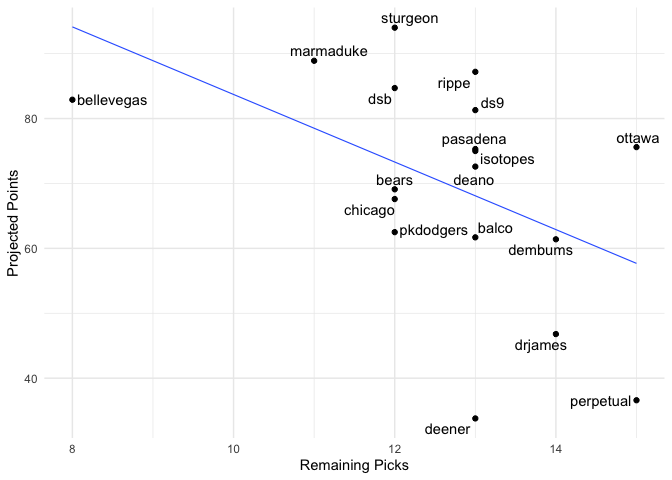 sturgeon
marmaduke
rippe
dsb
bellevegas
ds9
80
pasadena
ottawa
isotopes
bears
deano
chicago
pkdodgers
balco
60
dembums
drjames
40
perpetual
deener
Projected Points
8
10
12
14
Remaining Picks